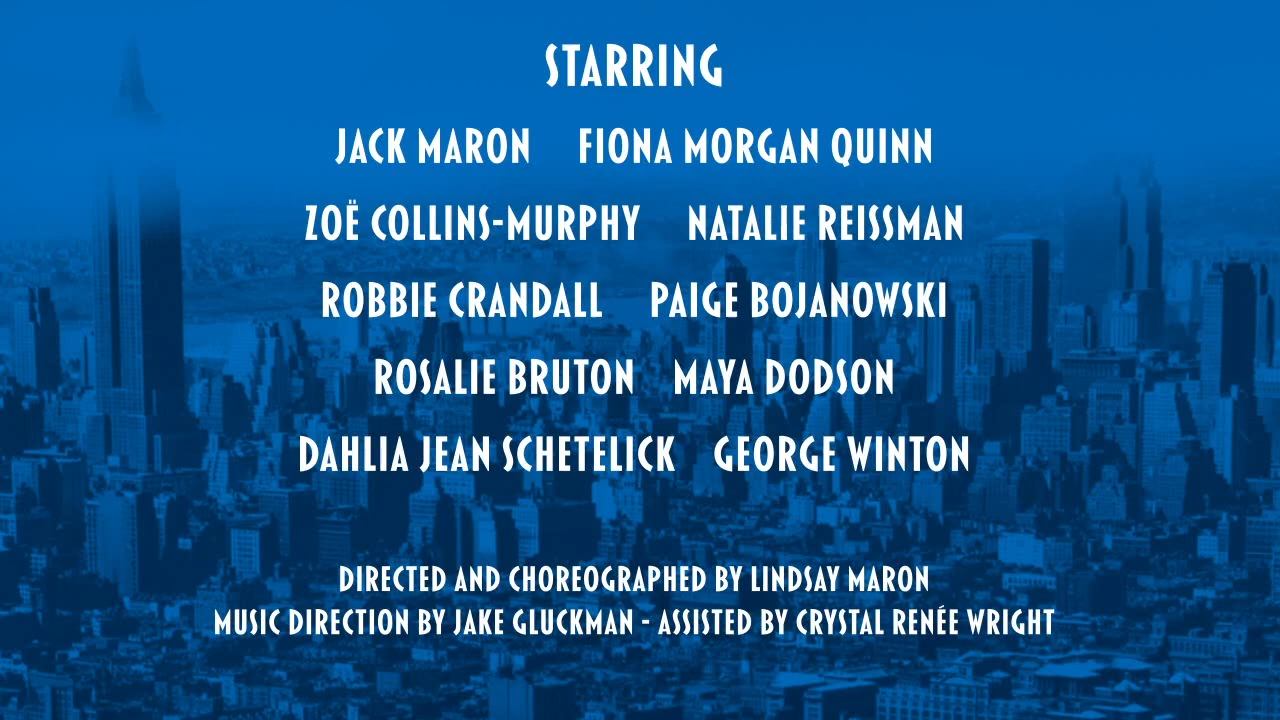 STARRING
JACK MARON FIONA MORGAN QUINN
ZOË COLLINS-MURPHY NATALIE REISSMAN
ROBBIE CRANDALL PAIGE BOJANOWSKI
ROSALIE BRUTON MAYA DODSON
DAHLIA JEAN SCHETELICK GEORGE WINTON
DIRECTED AND CHOREOGRAPHED BY LINDSAY MARON
MUSIC DIRECTION BY JAKE GLUCKMAN - ASSISTED BY CRYSTAL RENÉE WRIGHT